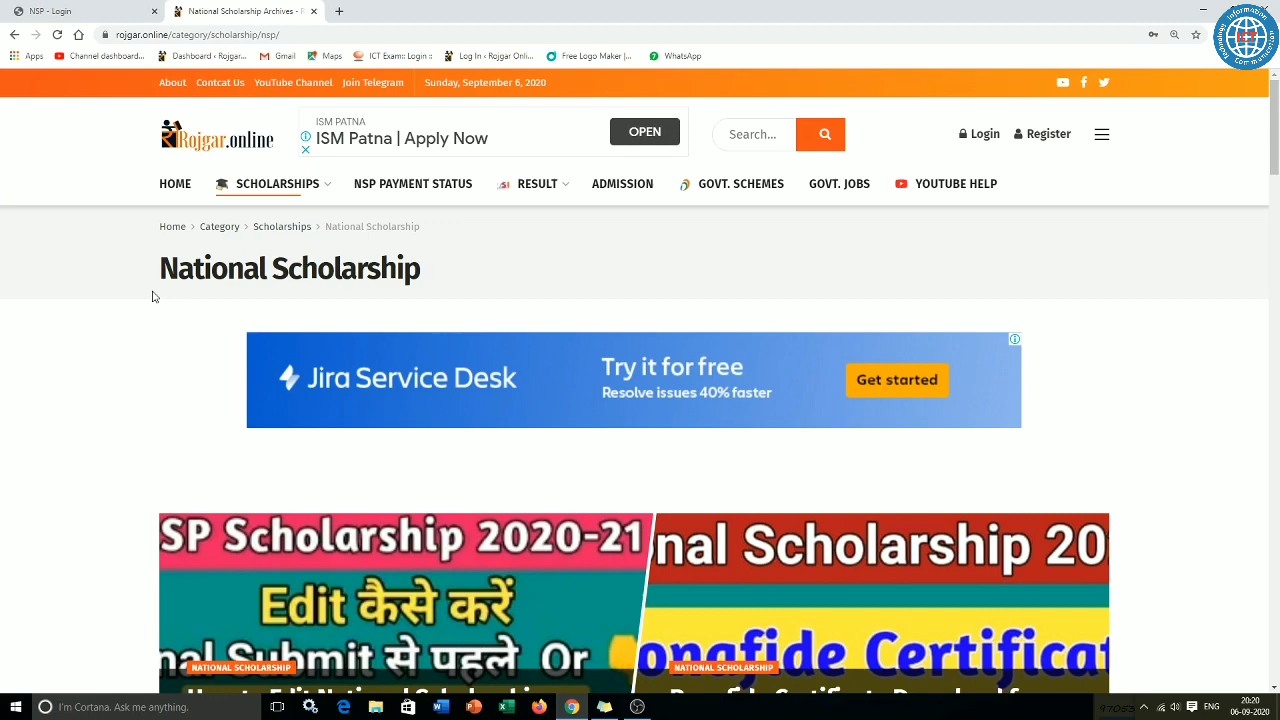 NSP - Login
National Scholarship Archives - R
rojgar.online/category/scholarship/nsp/
Apps
Channel dashboard...
Dashboard ‹ Rojgar...
Gmail
Maps
ICT Exam:: Login ::
Log In ‹ Rojgar Onli...
Free Logo Maker |...
WhatsApp
Information
Technology
ICT
Communication
About
Contcat Us
YouTube Channel
Join Telegram
Sunday, September 6, 2020
Rojgar.online
ISM PATNA
ISM Patna | Apply Now
OPEN
Search...
Login
Register
HOME
SCHOLARSHIPS
NSP PAYMENT STATUS
RESULT
ADMISSION
GOVT. SCHEMES
GOVT. JOBS
YOUTUBE HELP
Home > Category > Scholarships > National Scholarship
National Scholarship
Jira Service Desk
Try it for free
Resolve issues 40% faster
Get started
SP Scholarship 2020-21
Edit कैसे करें
nal Submit से पहले Or
NATIONAL SCHOLARSHIP
onal Scholarship 20
onafide Certificat
NATIONAL SCHOLARSHIP
I'm Cortana. Ask me anything.
ENG
20:20
06-09-2020